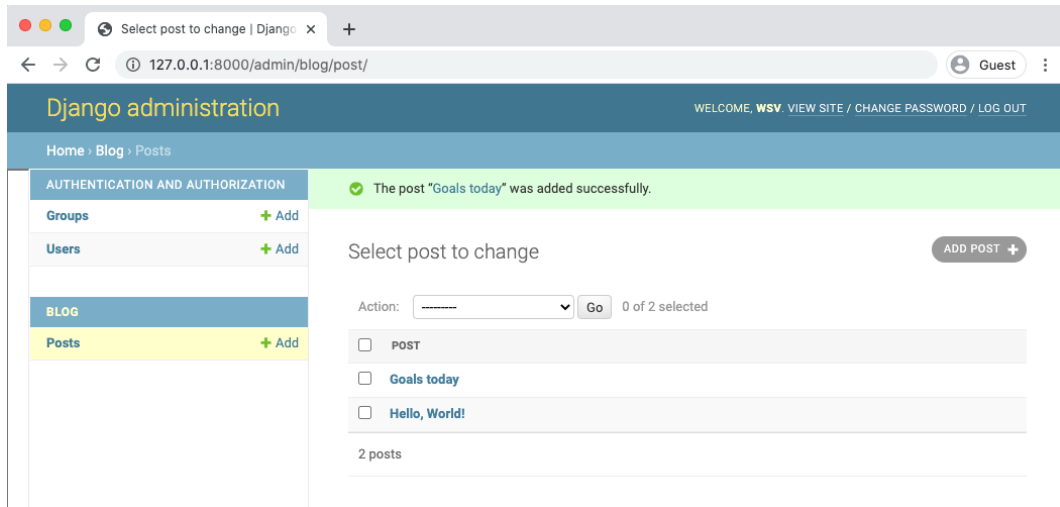 Select post to change | Django
127.0.0.1:8000/admin/blog/post/
Guest
Django administration
WELCOME, WSV. VIEW SITE / CHANGE PASSWORD / LOG OUT
Home › Blog › Posts
AUTHENTICATION AND AUTHORIZATION
Groups + Add
Users + Add
BLOG
Posts + Add
The post “Goals today” was added successfully.
Select post to change
ADD POST +
Action: --------- Go 0 of 2 selected
POST
Goals today
Hello, World!
2 posts